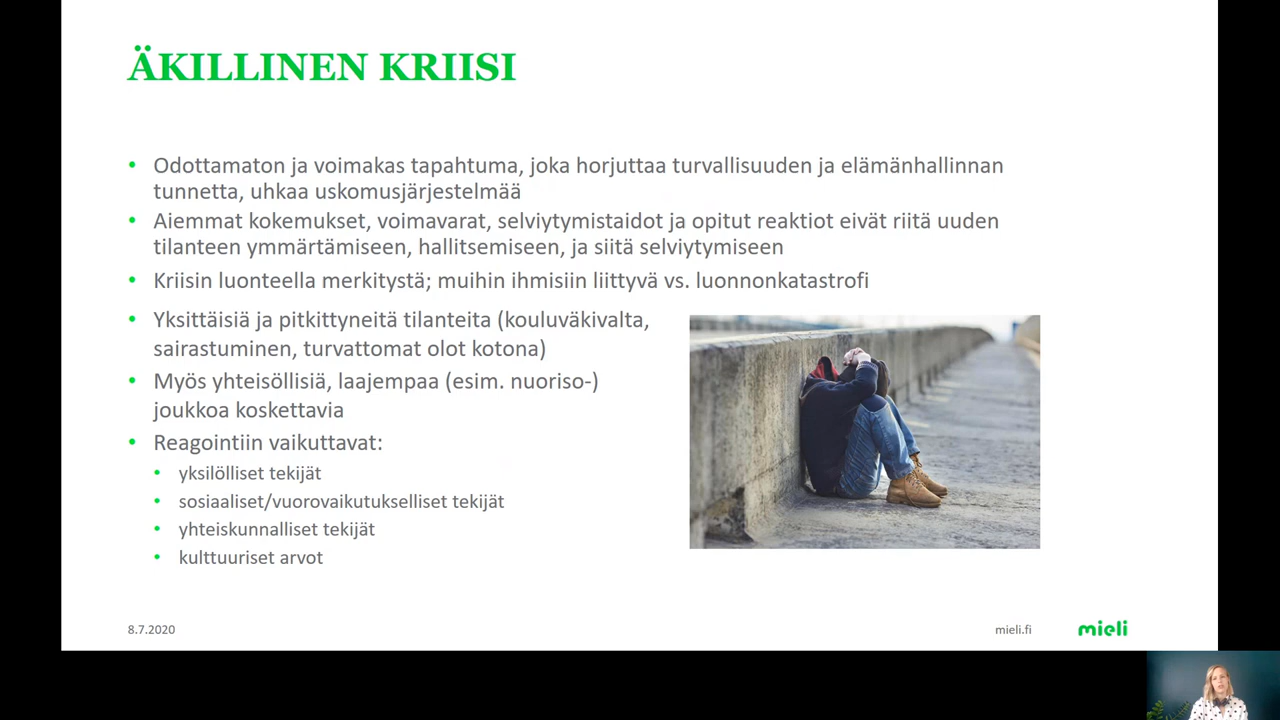 ÄKILLINEN KRIISI
• Odottamaton ja voimakas tapahtuma, joka horjuttaa turvallisuuden ja elämänhallinnan
tunnetta, uhkaa uskomusjärjestelmää
• Aiemmat kokemukset, voimavarat, selviytymistaidot ja opitut reaktiot eivät riitä uuden
tilanteen ymmärtämiseen, hallitsemiseen, ja siitä selviytymiseen
• Kriisin luonteella merkitystä; muihin ihmisiin liittyvä vs. luonnonkatastrofi
• Yksittäisiä ja pitkittyneitä tilanteita (kouluväkivalta,
sairastuminen, turvattomat olot kotona)
• Myös yhteisöllisiä, laajempaa (esim. nuoriso-)
joukkoa koskettavia
• Reagointiin vaikuttavat:
• yksilölliset tekijät
• sosiaaliset/vuorovaikutukselliset tekijät
• yhteiskunnalliset tekijät
• kulttuuriset arvot
8.7.2020
mieli.fi
mieli